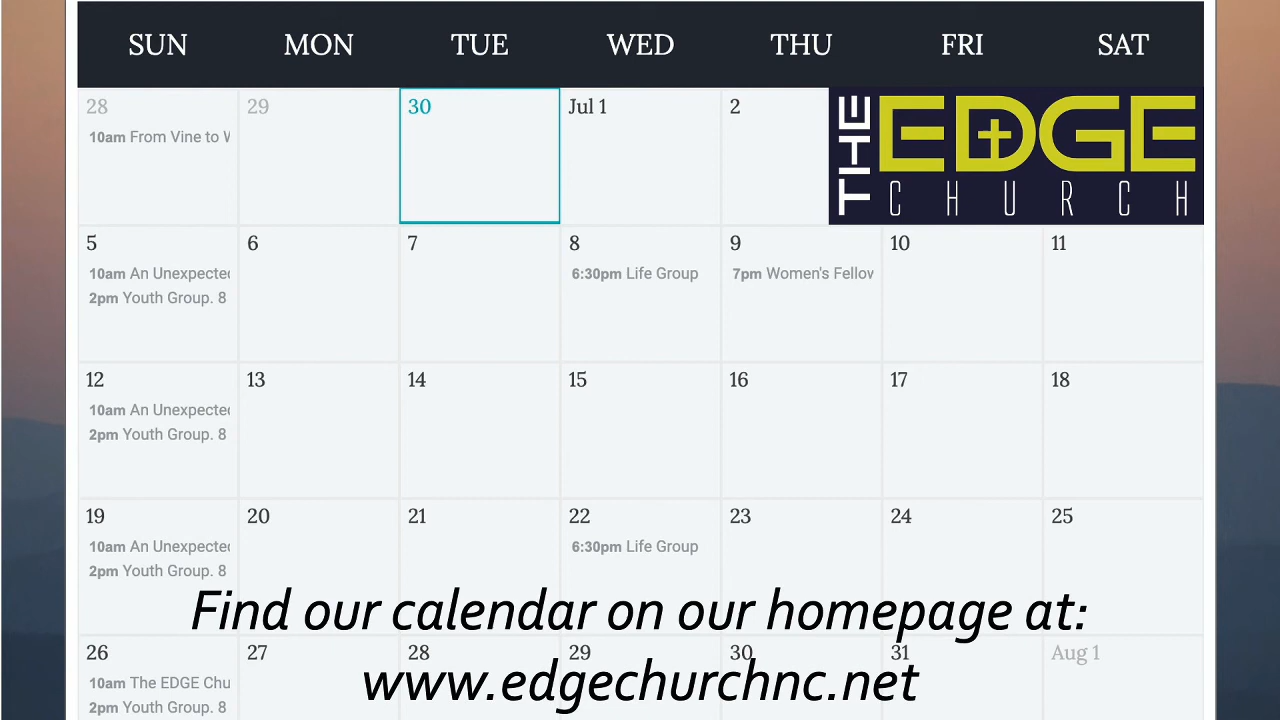 SUN MON TUE WED THU FRI SAT
28 29 30 Jul 1 2
10am From Vine to
THE EDGE
CHURCH
5 6 7 8 9 10 11
10am An Unexpected 6:30pm Life Group 7pm Women's Fellow
2pm Youth Group. 8
12 13 14 15 16 17 18
10am An Unexpected
2pm Youth Group. 8
19 20 21 22 23 24 25
10am An Unexpected 6:30pm Life Group
2pm Youth Group. 8
Find our calendar on our homepage at:
26 27 28 29 30 31 Aug 1
www.edgechurchnc.net
10am The EDGE Chu
2pm Youth Group. 8